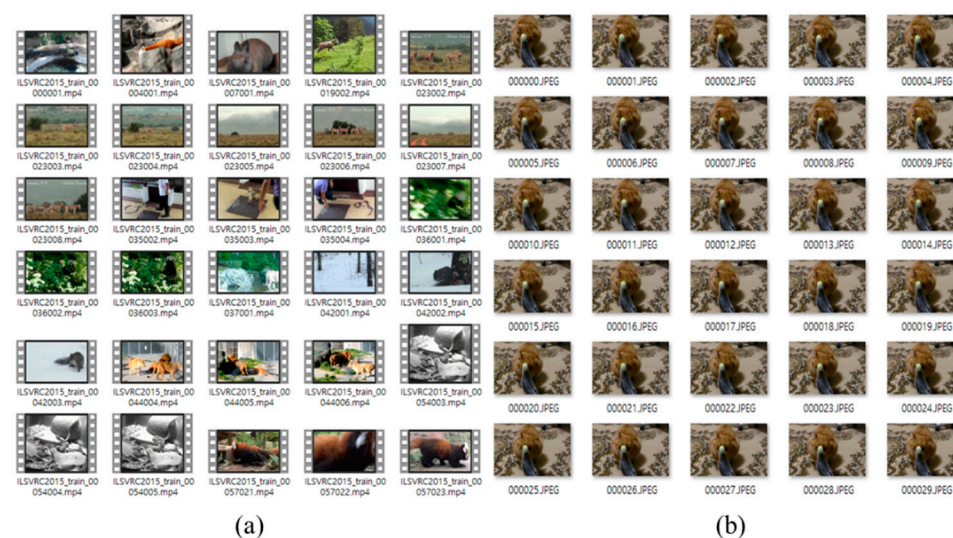 ILSVRC2015_train_00
000001.mp4
ILSVRC2015_train_00
004001.mp4
ILSVRC2015_train_00
007001.mp4
ILSVRC2015_train_00
019002.mp4
ILSVRC2015_train_00
023002.mp4
ILSVRC2015_train_00
023003.mp4
ILSVRC2015_train_00
023004.mp4
ILSVRC2015_train_00
023005.mp4
ILSVRC2015_train_00
023006.mp4
ILSVRC2015_train_00
023007.mp4
ILSVRC2015_train_00
023008.mp4
ILSVRC2015_train_00
035002.mp4
ILSVRC2015_train_00
035003.mp4
ILSVRC2015_train_00
035004.mp4
ILSVRC2015_train_00
036001.mp4
ILSVRC2015_train_00
036002.mp4
ILSVRC2015_train_00
036003.mp4
ILSVRC2015_train_00
037001.mp4
ILSVRC2015_train_00
042001.mp4
ILSVRC2015_train_00
042002.mp4
ILSVRC2015_train_00
042003.mp4
ILSVRC2015_train_00
044004.mp4
ILSVRC2015_train_00
044005.mp4
ILSVRC2015_train_00
044006.mp4
ILSVRC2015_train_00
054003.mp4
ILSVRC2015_train_00
054004.mp4
ILSVRC2015_train_00
054005.mp4
ILSVRC2015_train_00
057021.mp4
ILSVRC2015_train_00
057022.mp4
ILSVRC2015_train_00
057023.mp4
(a)
000000.JPEG
000001.JPEG
000002.JPEG
000003.JPEG
000004.JPEG
000005.JPEG
000006.JPEG
000007.JPEG
000008.JPEG
000009.JPEG
000010.JPEG
000011.JPEG
000012.JPEG
000013.JPEG
000014.JPEG
000015.JPEG
000016.JPEG
000017.JPEG
000018.JPEG
000019.JPEG
000020.JPEG
000021.JPEG
000022.JPEG
000023.JPEG
000024.JPEG
000025.JPEG
000026.JPEG
000027.JPEG
000028.JPEG
000029.JPEG
(b)